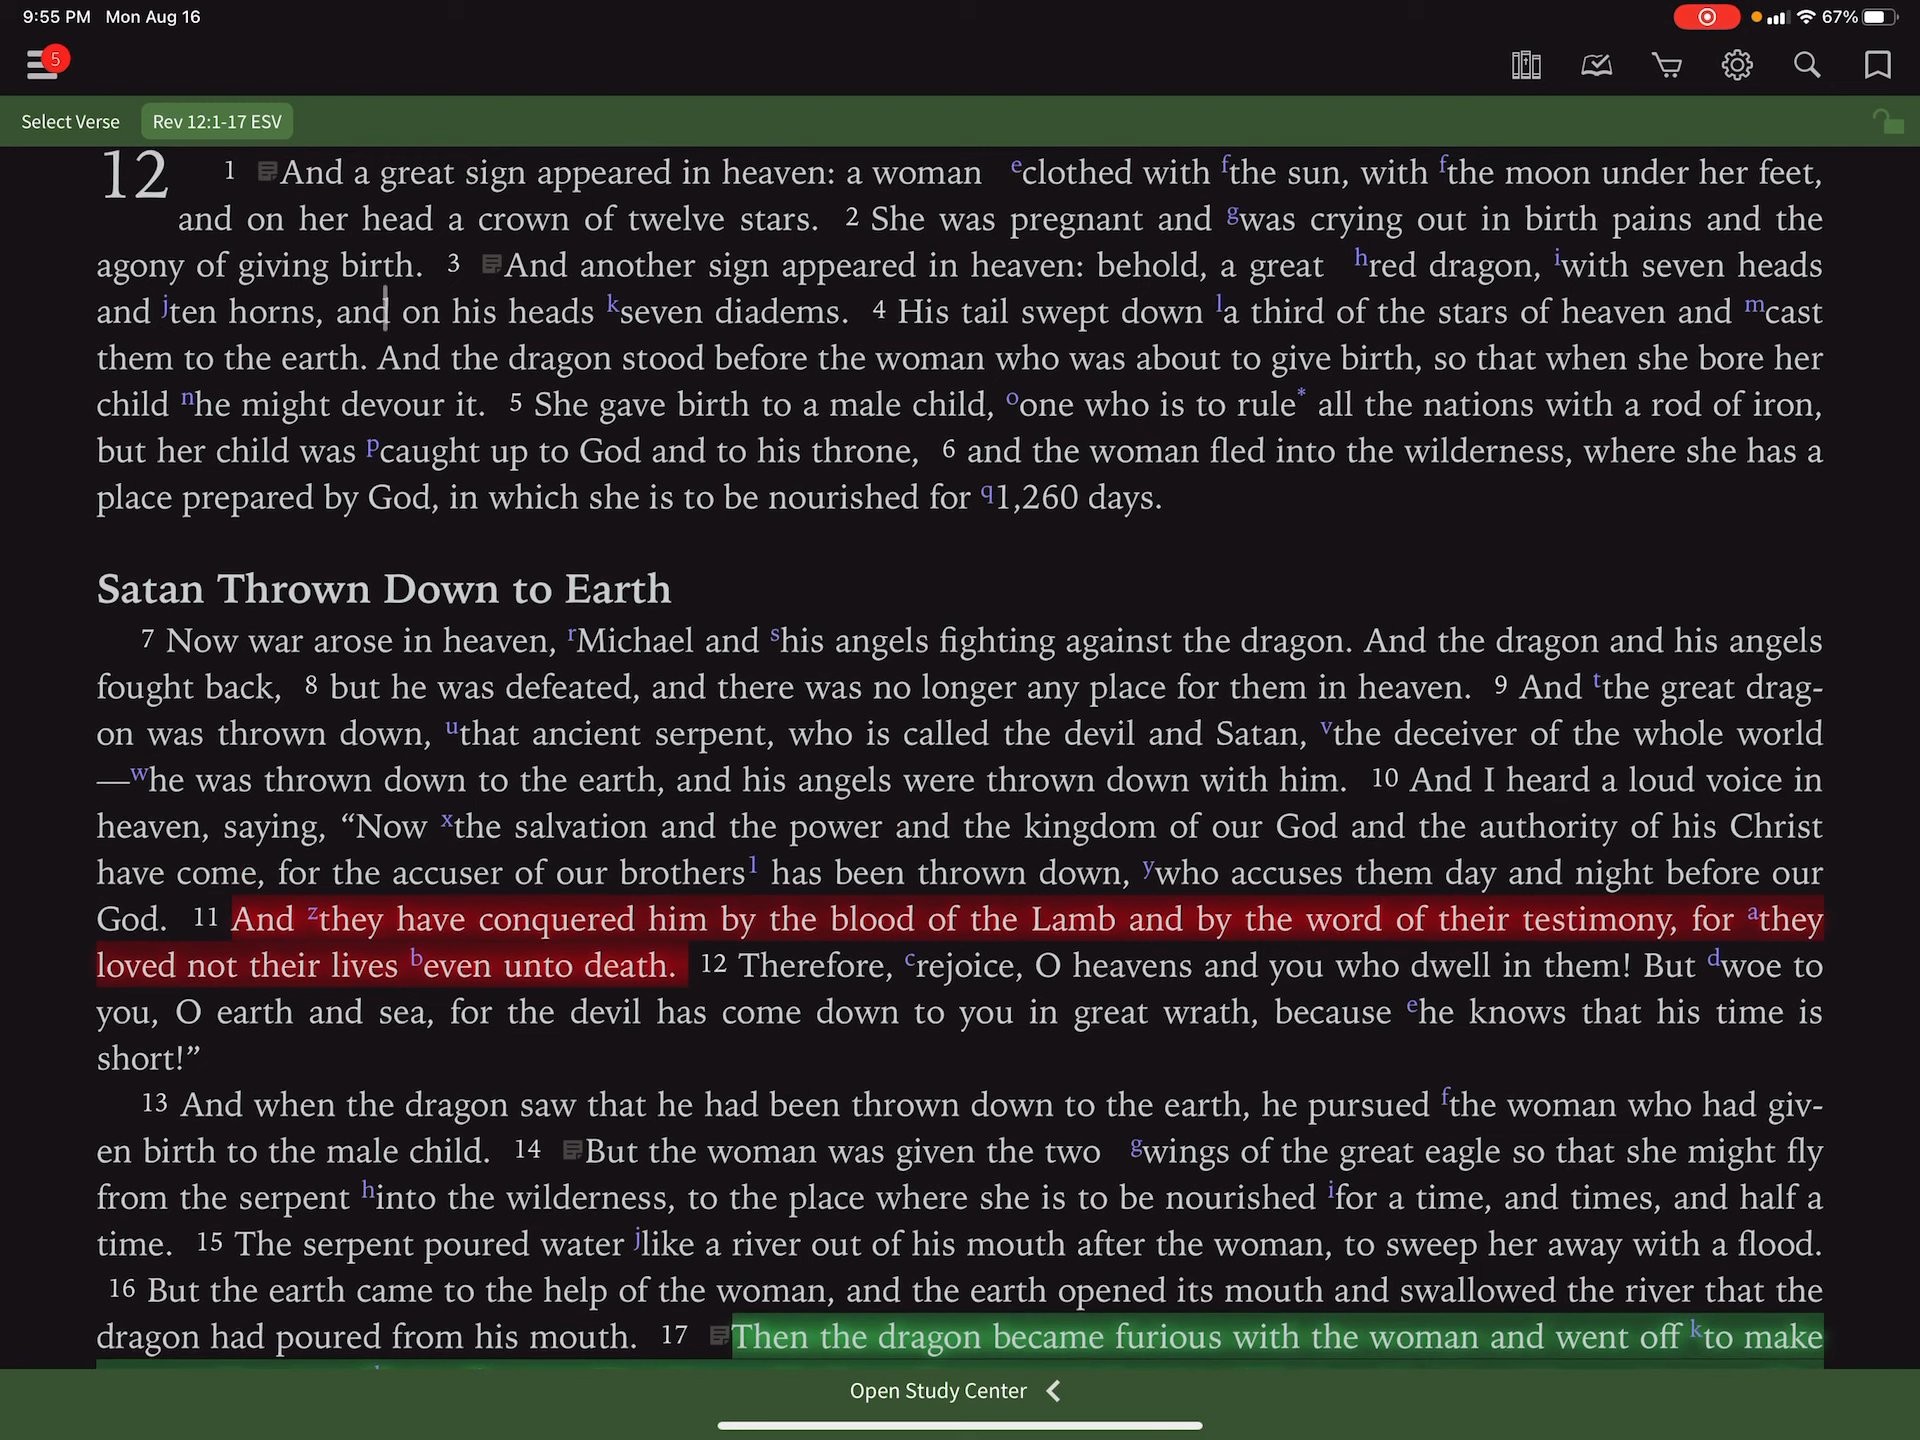 9:55 PM Mon Aug 16
67%
5
Select Verse Rev 12:1-17 ESV
12 1 And a great sign appeared in heaven: a woman eclothed with fthe sun, with fthe moon under her feet,
and on her head a crown of twelve stars. 2 She was pregnant and gwas crying out in birth pains and the
agony of giving birth. 3 And another sign appeared in heaven: behold, a great hred dragon, iwith seven heads
and jten horns, and on his heads kseven diadems. 4 His tail swept down la third of the stars of heaven and mcast
them to the earth. And the dragon stood before the woman who was about to give birth, so that when she bore her
child nhe might devour it. 5 She gave birth to a male child, oone who is to rule* all the nations with a rod of iron,
but her child was pcaught up to God and to his throne, 6 and the woman fled into the wilderness, where she has a
place prepared by God, in which she is to be nourished for q1,260 days.
Satan Thrown Down to Earth
7 Now war arose in heaven, rMichael and shis angels fighting against the dragon. And the dragon and his angels
fought back, 8 but he was defeated, and there was no longer any place for them in heaven. 9 And tthe great drag-
on was thrown down, uthat ancient serpent, who is called the devil and Satan, vthe deceiver of the whole world
—whe was thrown down to the earth, and his angels were thrown down with him. 10 And I heard a loud voice in
heaven, saying, “Now xthe salvation and the power and the kingdom of our God and the authority of his Christ
have come, for the accuser of our brothers1 has been thrown down, ywho accuses them day and night before our
God. 11 And zthey have conquered him by the blood of the Lamb and by the word of their testimony, for athey
loved not their lives beven unto death. 12 Therefore, crejoice, O heavens and you who dwell in them! But dwoe to
you, O earth and sea, for the devil has come down to you in great wrath, because ehe knows that his time is
short!”
13 And when the dragon saw that he had been thrown down to the earth, he pursued fthe woman who had giv-
en birth to the male child. 14 But the woman was given the two gwings of the great eagle so that she might fly
from the serpent hinto the wilderness, to the place where she is to be nourished ifor a time, and times, and half a
time. 15 The serpent poured water jlike a river out of his mouth after the woman, to sweep her away with a flood.
16 But the earth came to the help of the woman, and the earth opened its mouth and swallowed the river that the
dragon had poured from his mouth. 17 Then the dragon became furious with the woman and went off kto make
Open Study Center